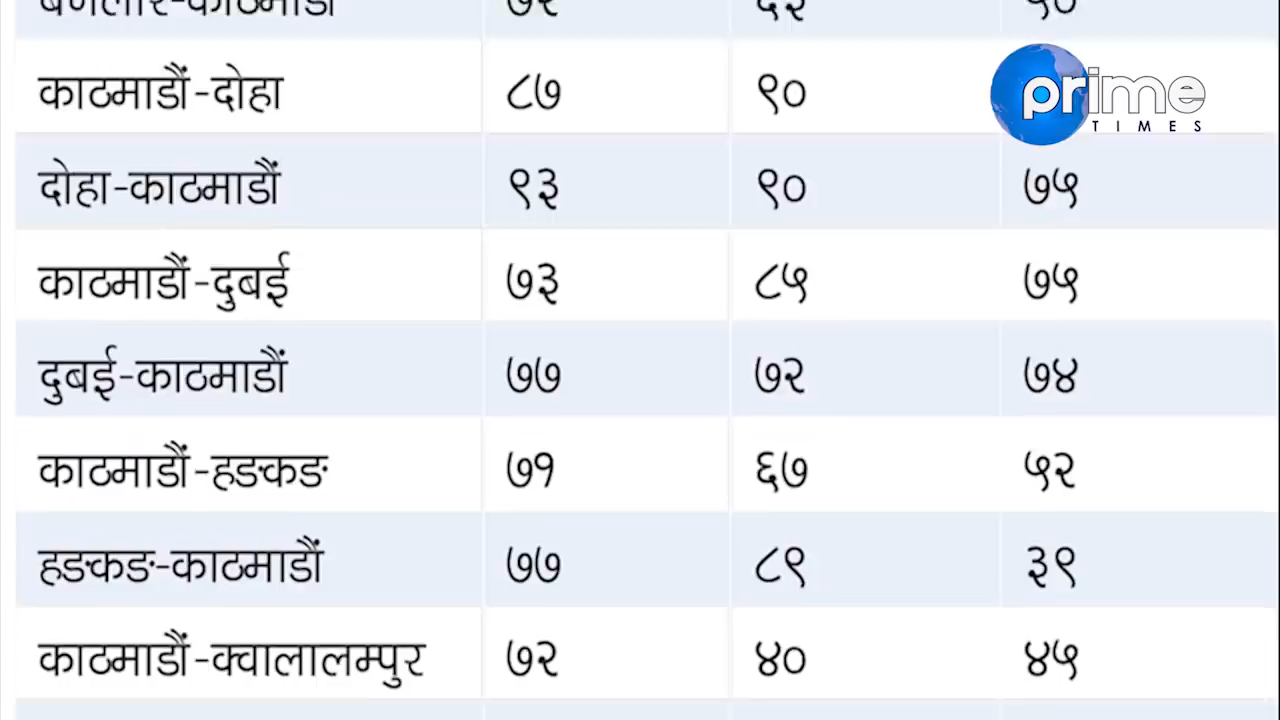 काठमाडौं-दोहा ८७ ९०
prime
TIMES
दोहा-काठमाडौं ९३ ९० ७५
काठमाडौं-दुबई ७३ ८५ ७५
दुबई-काठमाडौं ७७ ७२ ७४
काठमाडौं-हङकङ ७१ ६७ ५२
हङकङ-काठमाडौं ७७ ८९ ३९
काठमाडौं-क्वालालम्पुर ७२ ४० ४५